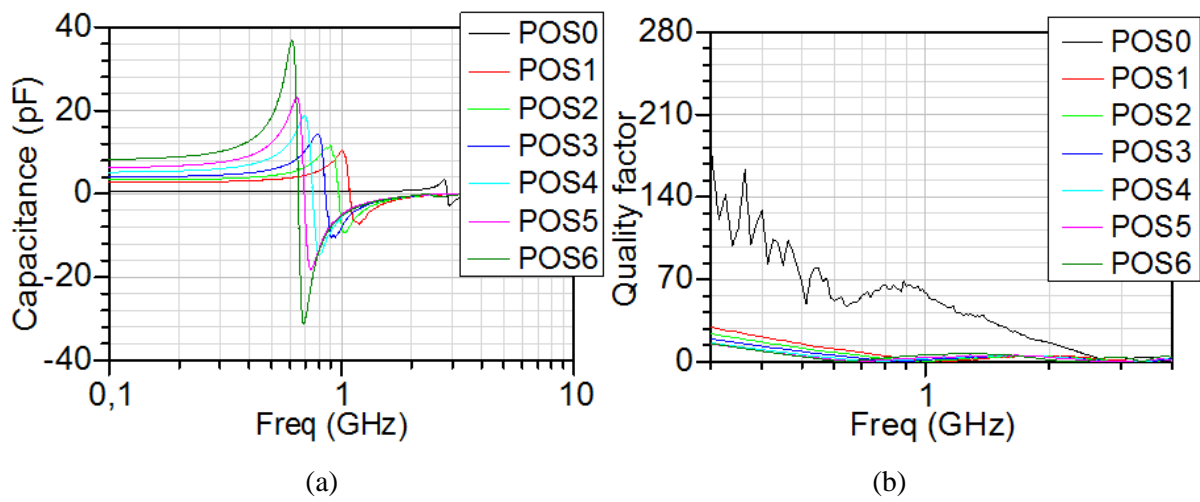 40
20
0
-20
-40
Capacitance (pF)
0,1
1
10
Freq (GHz)
POS0
POS1
POS2
POS3
POS4
POS5
POS6
(a)
280
210
140
70
0
Quality factor
1
Freq (GHz)
POS0
POS1
POS2
POS3
POS4
POS5
POS6
(b)